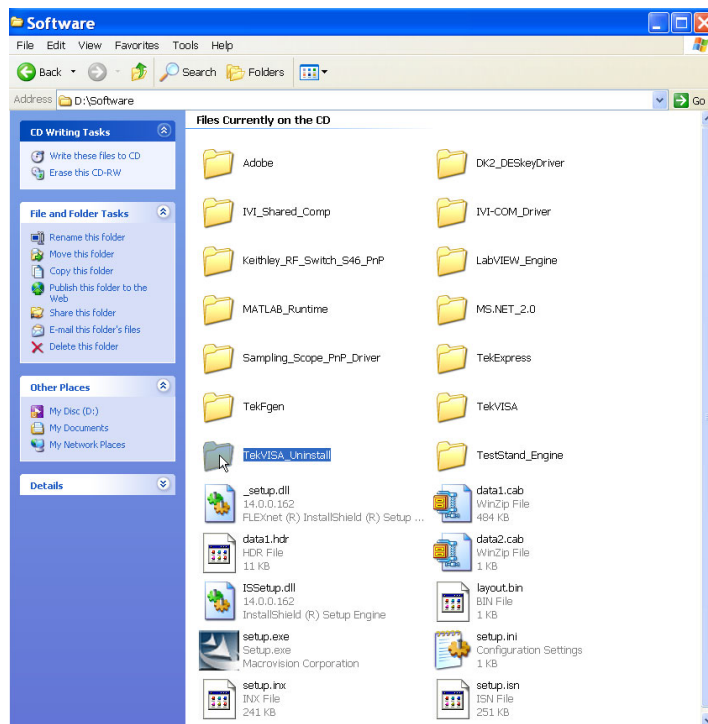 Software
File Edit View Favorites Tools Help
Back Search Folders
Address D:\Software Go
CD Writing Tasks
Write these files to CD
Erase this CD-RW
File and Folder Tasks
Rename this folder
Move this folder
Copy this folder
Publish this folder to the
Web
Share this folder
E-mail this folder's files
Delete this folder
Other Places
My Disc (D:)
My Documents
My Network Places
Details
Files Currently on the CD
Adobe
DK2_DESkeyDriver
IVI_Shared_Comp
IVI-COM_Driver
Keithley_RF_Switch_S46_PnP
LabVIEW_Engine
MATLAB_Runtime
MS.NET_2.0
Sampling_Scope_PnP_Driver
TekExpress
TekFgen
TekVISA
TekVISA_Uninstall
TestStand_Engine
_setup.dll
14.0.0.162
FLEXnet (R) InstallShield (R) Setup ...
data1.cab
WinZip File
484 KB
data1.hdr
HDR File
11 KB
data2.cab
WinZip File
1 KB
ISSetup.dll
14.0.0.162
InstallShield (R) Setup Engine
layout.bin
BIN File
1 KB
setup.exe
Setup.exe
Macrovision Corporation
setup.ini
Configuration Settings
1 KB
setup.inx
INX File
241 KB
setup.isn
ISN File
251 KB